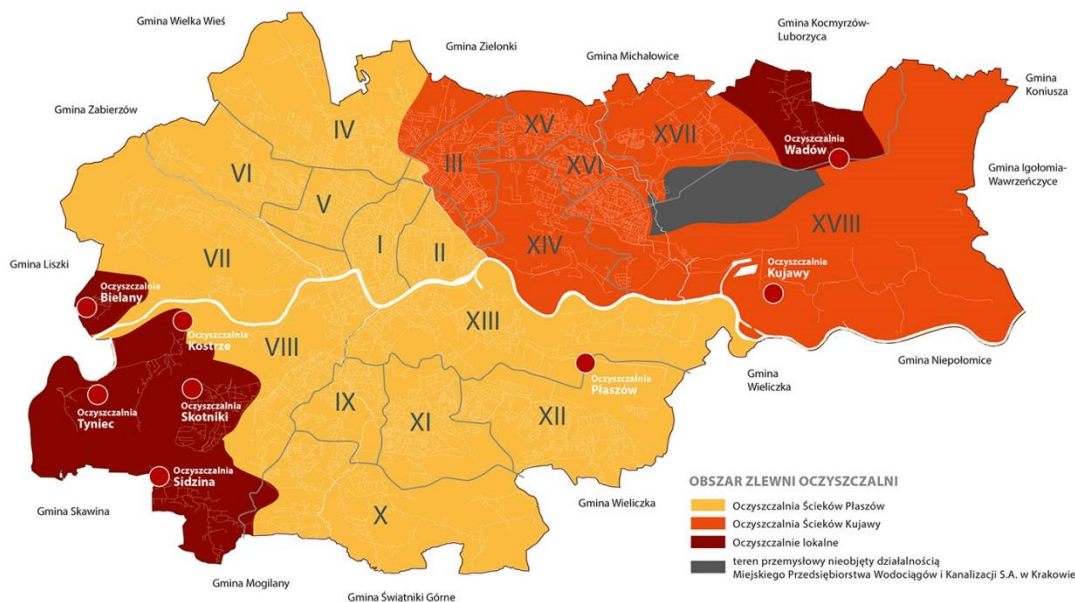 Gmina Wielka Wieś
Gmina Kocmyrzów-
Luborzyca
Gmina Zielonki
Gmina Michałowice
Gmina
Koniusza
Gmina Zabierzów
IV
XV
XVII
Oczyszczalnia
Wadów
III
XVI
VI
Gmina Igołomia-
Wawrzeńczyce
V
XVIII
I
II
XIV
VII
Gmina Liszki
Oczyszczalnia
Bielany
Oczyszczalnia
Kujawy
Oczyszczalnia
Kostrze
VIII
XIII
Gmina Niepołomice
Gmina
Wieliczka
Oczyszczalnia
Płaszów
Oczyszczalnia
Skotniki
Oczyszczalnia
Tyniec
IX
XI
XII
Oczyszczalnia
Sidzina
Gmina Skawina
X
Gmina Wieliczka
Gmina Mogilany
Gmina Świątniki Górne
OBSZAR ZLEWNI OCZYSZCZALNI
Oczyszczalnia Ścieków Płaszów
Oczyszczalnia Ścieków Kujawy
Oczyszczalnie lokalne
teren przemysłowy nieobjęty działalnością
Miejskiego Przedsiębiorstwa Wodociągów i Kanalizacji S.A. w Krakowie